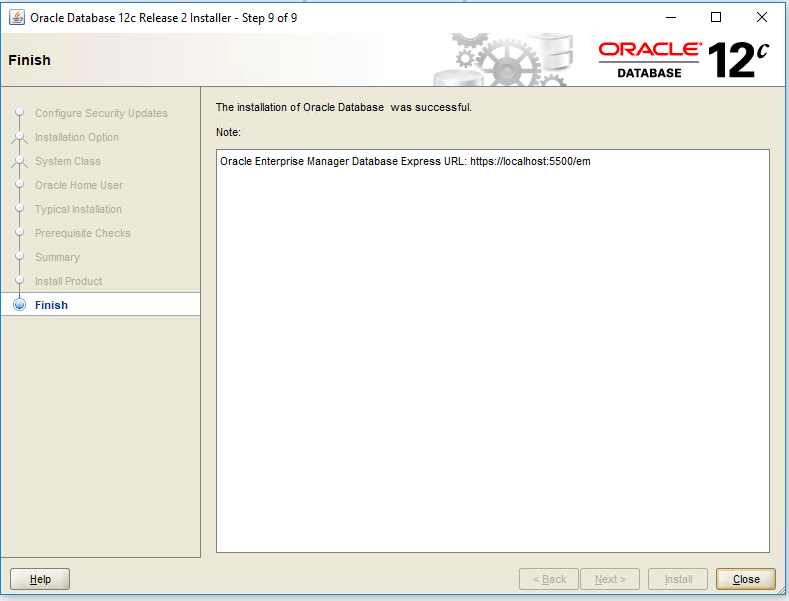 Oracle Database 12c Release 2 Installer - Step 9 of 9
Finish
ORACLE
DATABASE
12c
Configure Security Updates
Installation Option
System Class
Oracle Home User
Typical Installation
Prerequisite Checks
Summary
Install Product
Finish
The installation of Oracle Database was successful.
Note:
Oracle Enterprise Manager Database Express URL: https://localhost:5500/em
Help
< Back
Next >
Install
Close